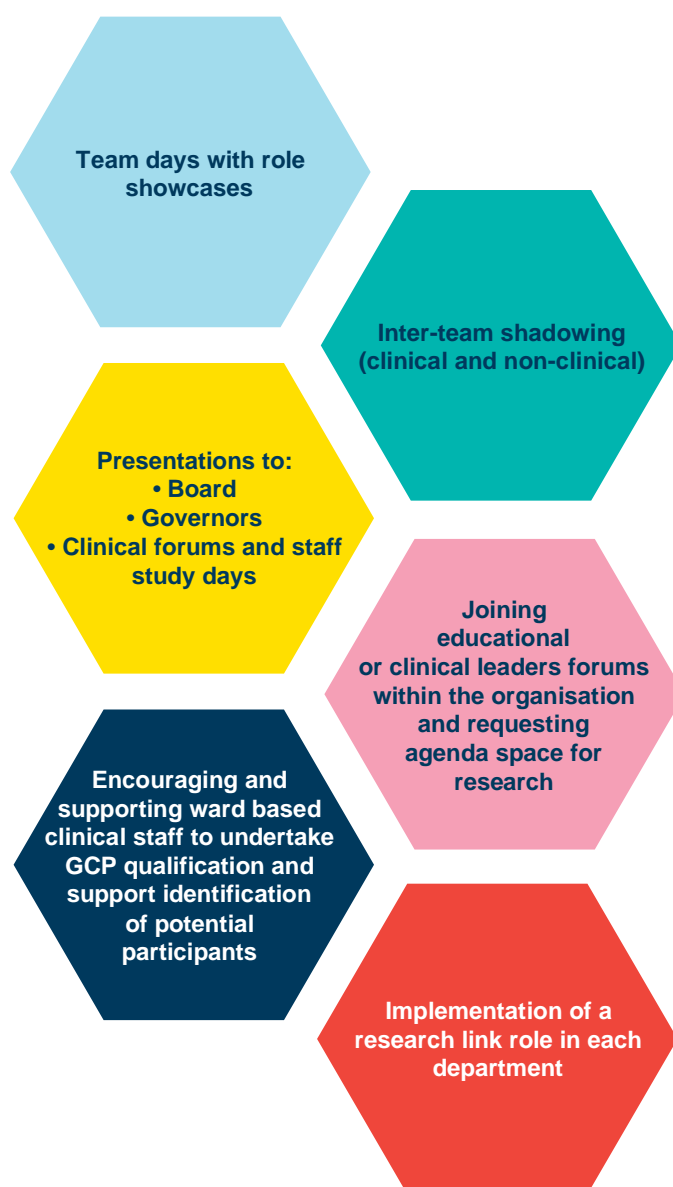 Team days with role
showcases
Inter-team shadowing
(clinical and non-clinical)
Presentations to:
• Board
• Governors
• Clinical forums and staff
study days
Joining
educational
or clinical leaders forums
within the organisation
and requesting
agenda space for
research
Encouraging and
supporting ward based
clinical staff to undertake
GCP qualification and
support identification
of potential
participants
Implementation of a
research link role in each
department